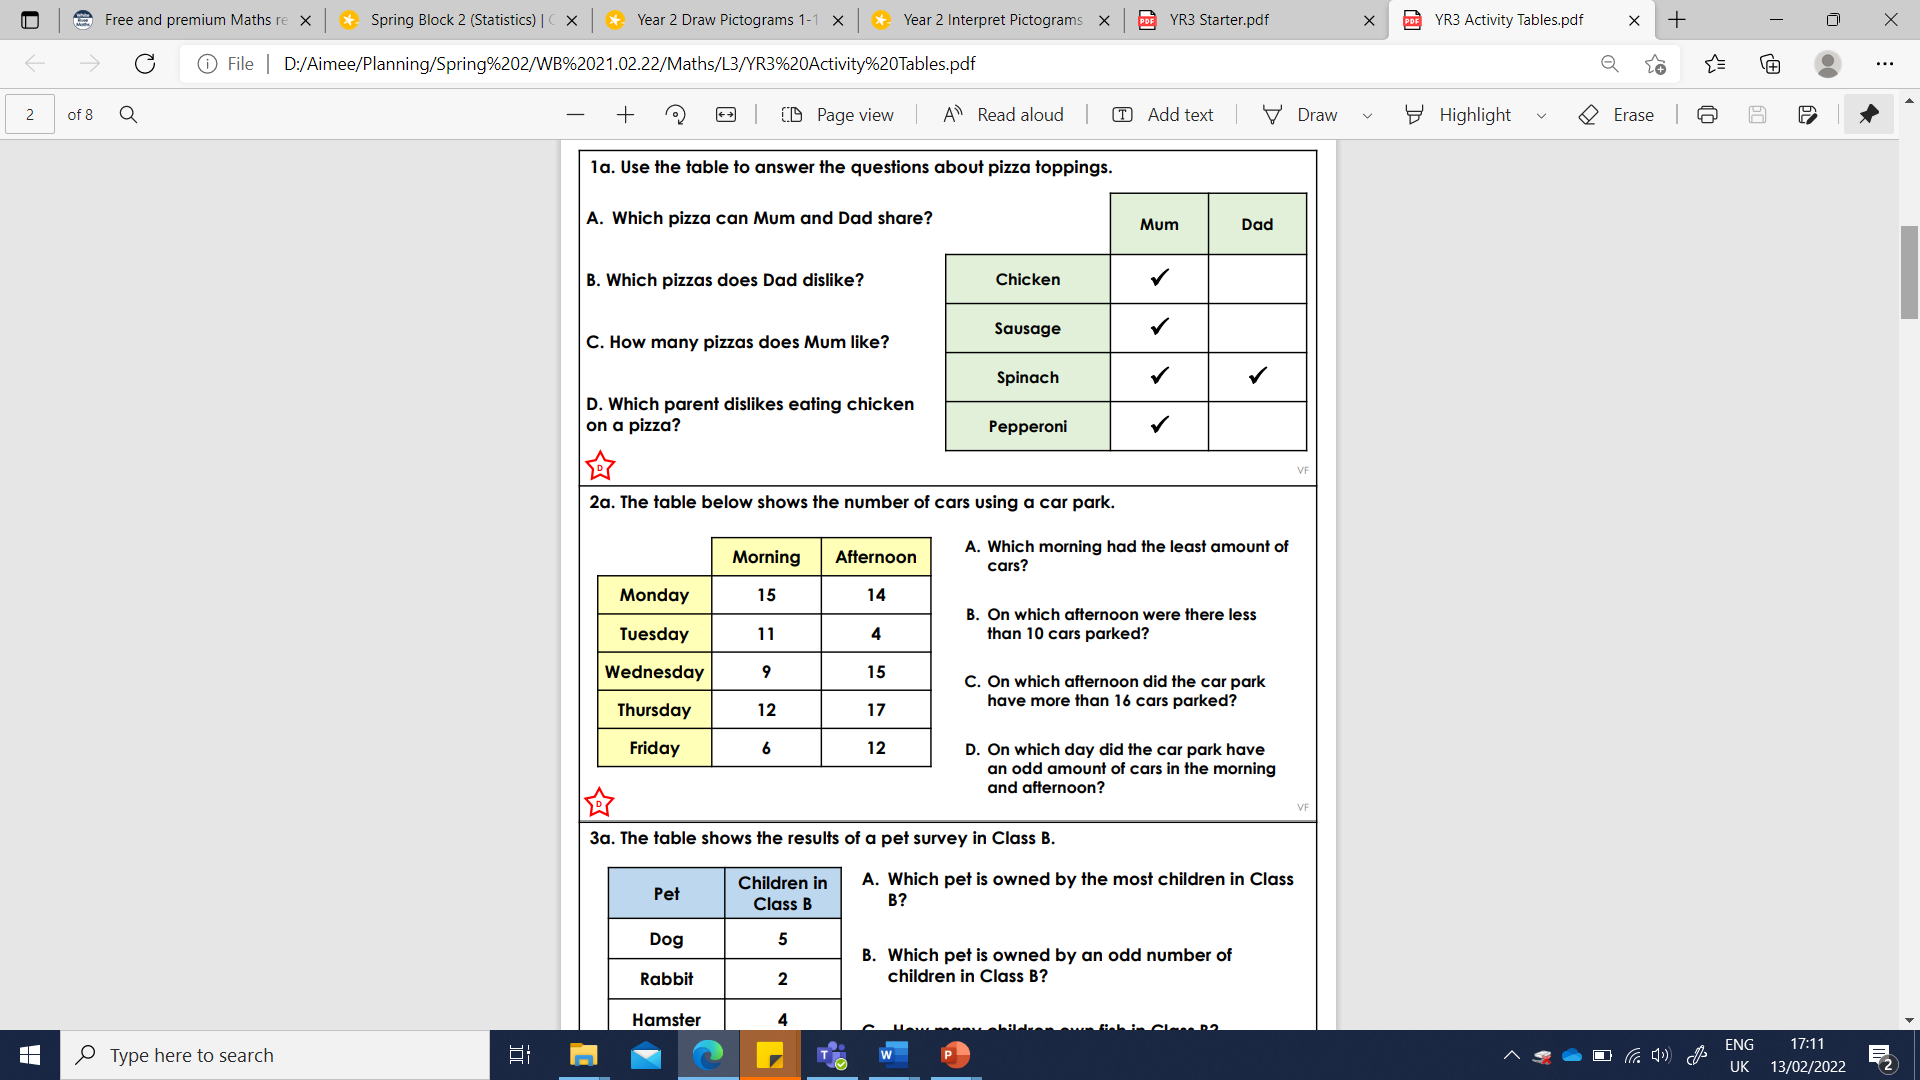 Free and premium Maths re
Spring Block 2 (Statistics) | C
Year 2 Draw Pictograms 1-1
Year 2 Interpret Pictograms
YR3 Starter.pdf
YR3 Activity Tables.pdf
File
D:/Aimee/Planning/Spring%202/WB%2021.02.22/Maths/L3/YR3%20Activity%20Tables.pdf
2 of 8
Page view
Read aloud
Add text
Draw
Highlight
Erase
1a. Use the table to answer the questions about pizza toppings.
A. Which pizza can Mum and Dad share?
B. Which pizzas does Dad dislike?
C. How many pizzas does Mum like?
D. Which parent dislikes eating chicken
on a pizza?
Mum Dad
Chicken ✓
Sausage ✓
Spinach ✓ ✓
Pepperoni ✓
D
VF
2a. The table below shows the number of cars using a car park.
Morning Afternoon
Monday 15 14
Tuesday 11 4
Wednesday 9 15
Thursday 12 17
Friday 6 12
A. Which morning had the least amount of
cars?
B. On which afternoon were there less
than 10 cars parked?
C. On which afternoon did the car park
have more than 16 cars parked?
D. On which day did the car park have
an odd amount of cars in the morning
and afternoon?
D
VF
3a. The table shows the results of a pet survey in Class B.
Pet Children in
Class B
Dog 5
Rabbit 2
Hamster 4
A. Which pet is owned by the most children in Class
B?
B. Which pet is owned by an odd number of
children in Class B?
C. How many children own fish in Class B?
Type here to search
ENG
UK
17:11
13/02/2022
2